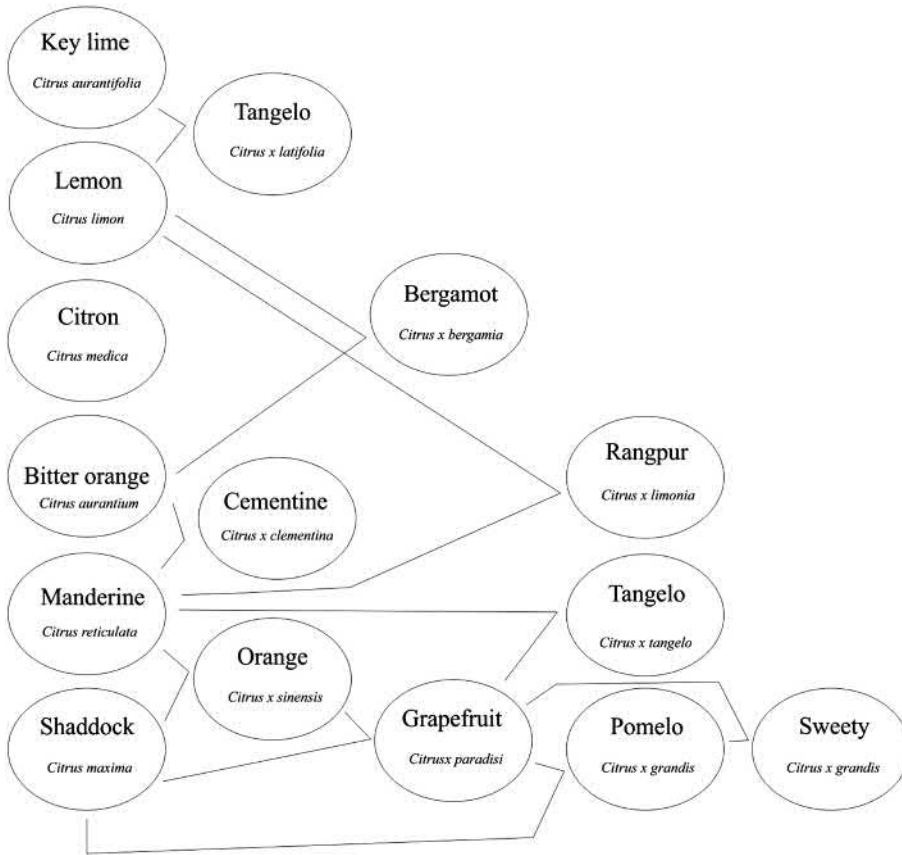 Key lime
Citrus aurantifolia
Tangelo
Citrus x latifolia
Lemon
Citrus limon
Bergamot
Citrus x bergamia
Citron
Citrus medica
Bitter orange
Citrus aurantium
Cementine
Citrus x clementina
Rangpur
Citrus x limonia
Manderine
Citrus reticulata
Tangelo
Citrus x tangelo
Orange
Citrus x sinensis
Shaddock
Citrus maxima
Grapefruit
Citrusx paradisi
Pomelo
Citrus x grandis
Sweety
Citrus x grandis